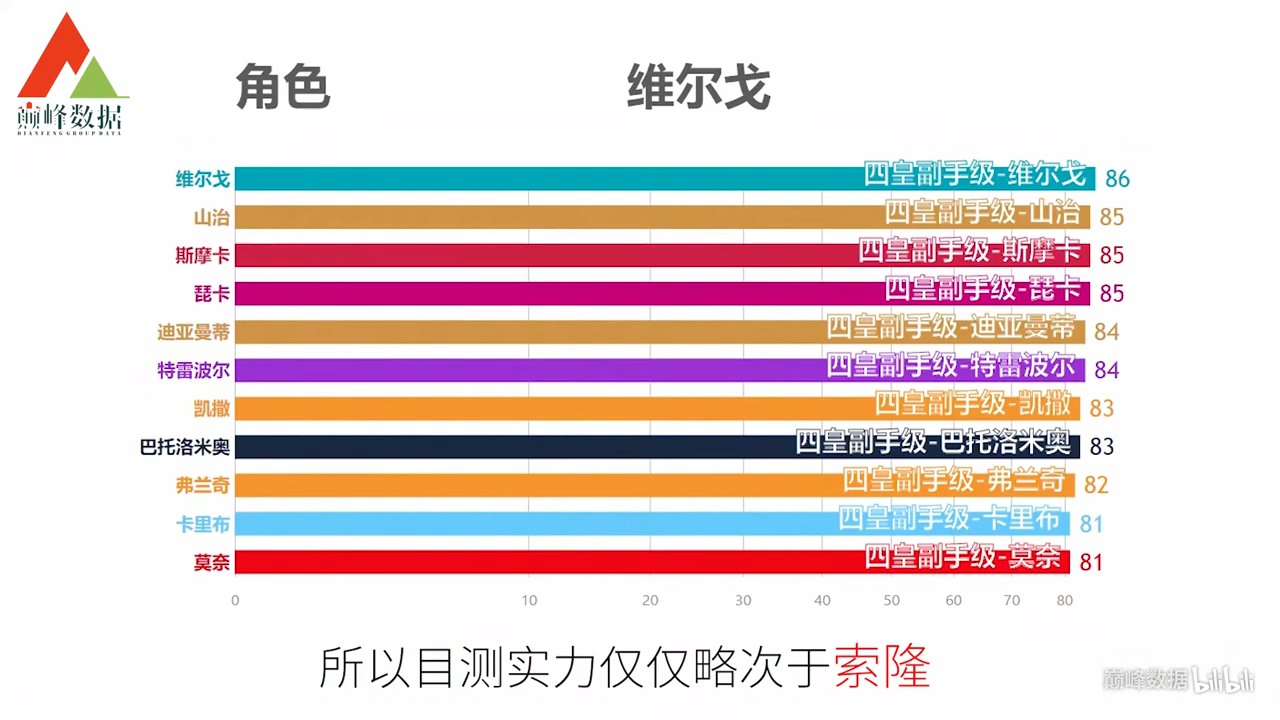 巅峰数据
DIANFENG GROUP DATA
角色
维尔戈
维尔戈 四皇副手级-维尔戈 86
山治 四皇副手级-山治 85
斯摩卡 四皇副手级-斯摩卡 85
琵卡 四皇副手级-琵卡 85
迪亚曼蒂 四皇副手级-迪亚曼蒂 84
特雷波尔 四皇副手级-特雷波尔 84
凯撒 四皇副手级-凯撒 83
巴托洛米奥 四皇副手级-巴托洛米奥 83
弗兰奇 四皇副手级-弗兰奇 82
卡里布 四皇副手级-卡里布 81
莫奈 四皇副手级-莫奈 81
0 10 20 30 40 50 60 70 80
所以目测实力仅仅略次于索隆
巅峰数据 bilibili